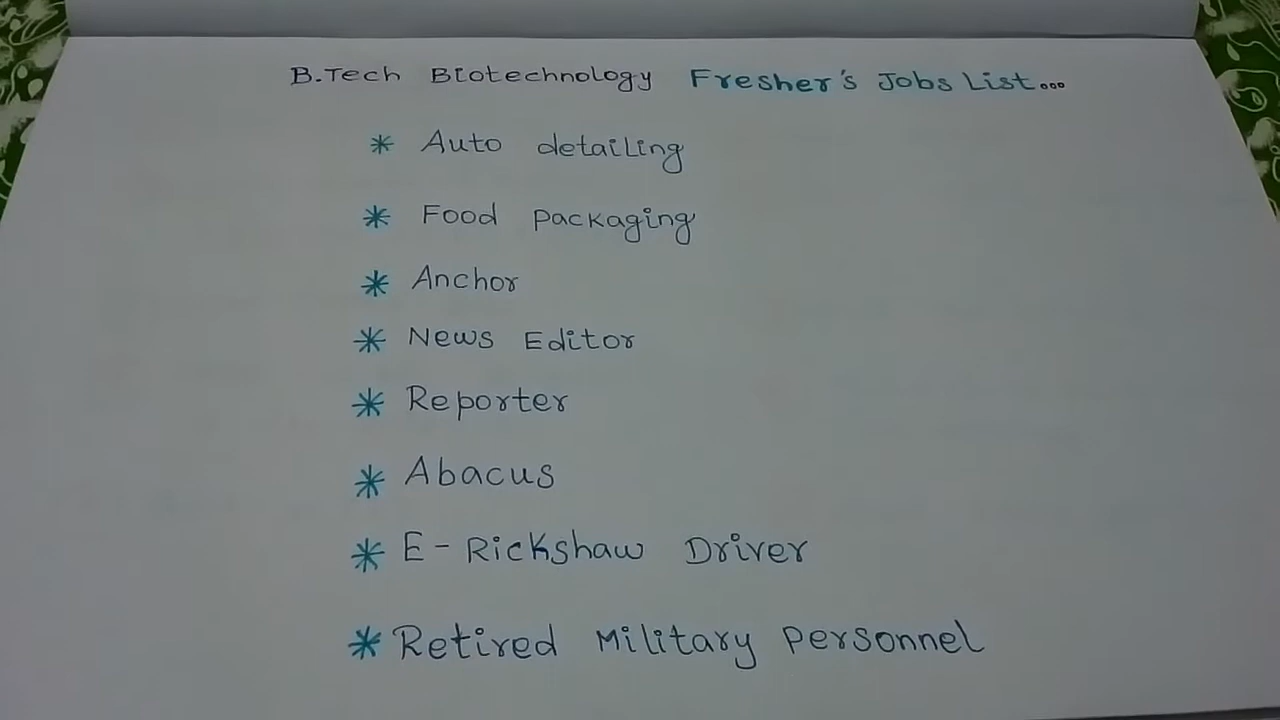 B.Tech Biotechnology Fresher's Jobs List...
* Auto detailing
* Food packaging
* Anchor
* News Editor
* Reporter
* Abacus
* E-Rickshaw Driver
* Retired Military personnel